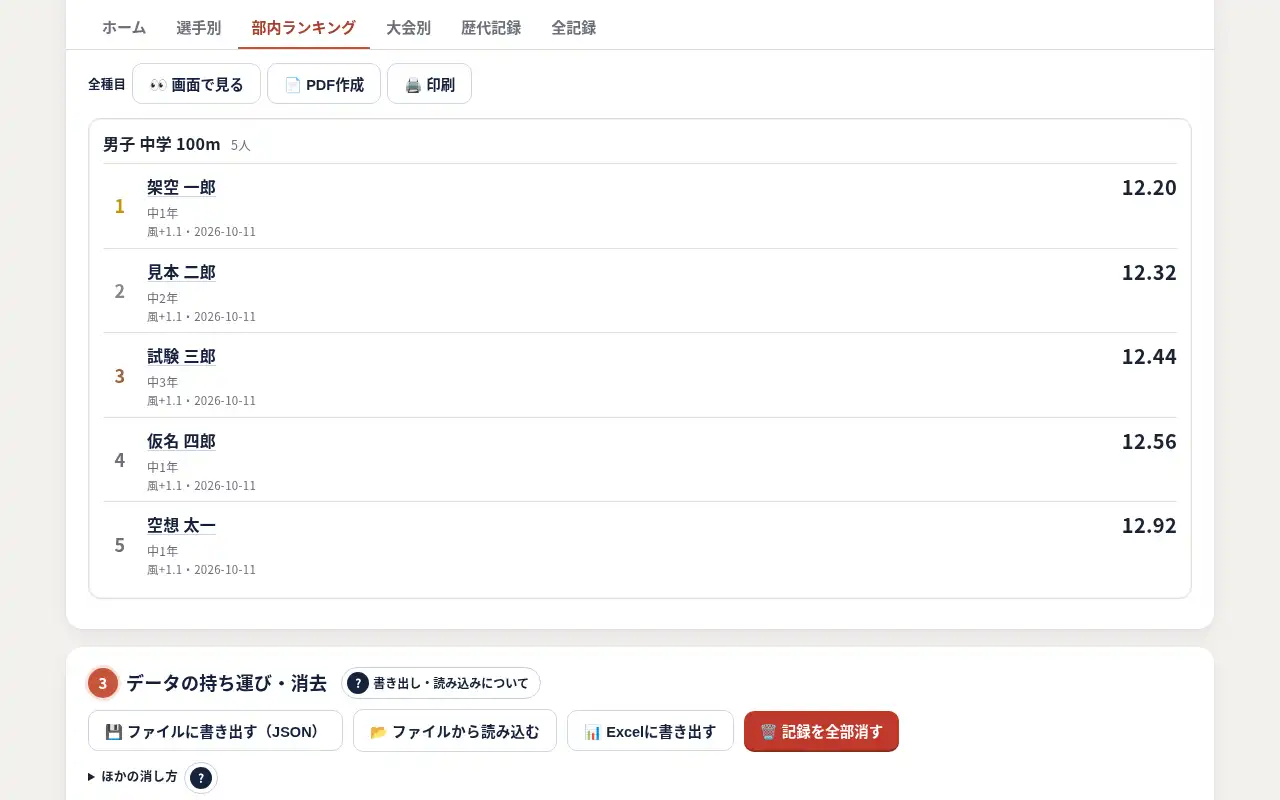 ホーム 選手別 部内ランキング 大会別 歴代記録 全記録
全種目 👀 画面で見る 📄 PDF作成 🖨️ 印刷
男子 中学 100m 5人
1 架空 一郎 12.20
中1年
風+1.1・2026-10-11
2 見本 二郎 12.32
中2年
風+1.1・2026-10-11
3 試験 三郎 12.44
中3年
風+1.1・2026-10-11
4 仮名 四郎 12.56
中1年
風+1.1・2026-10-11
5 空想 太一 12.92
中1年
風+1.1・2026-10-11
3 データの持ち運び・消去 ? 書き出し・読み込みについて
💾 ファイルに書き出す（JSON） 📂 ファイルから読み込む 📊 Excelに書き出す 🗑️ 記録を全部消す
▶ ほかの消し方 ?